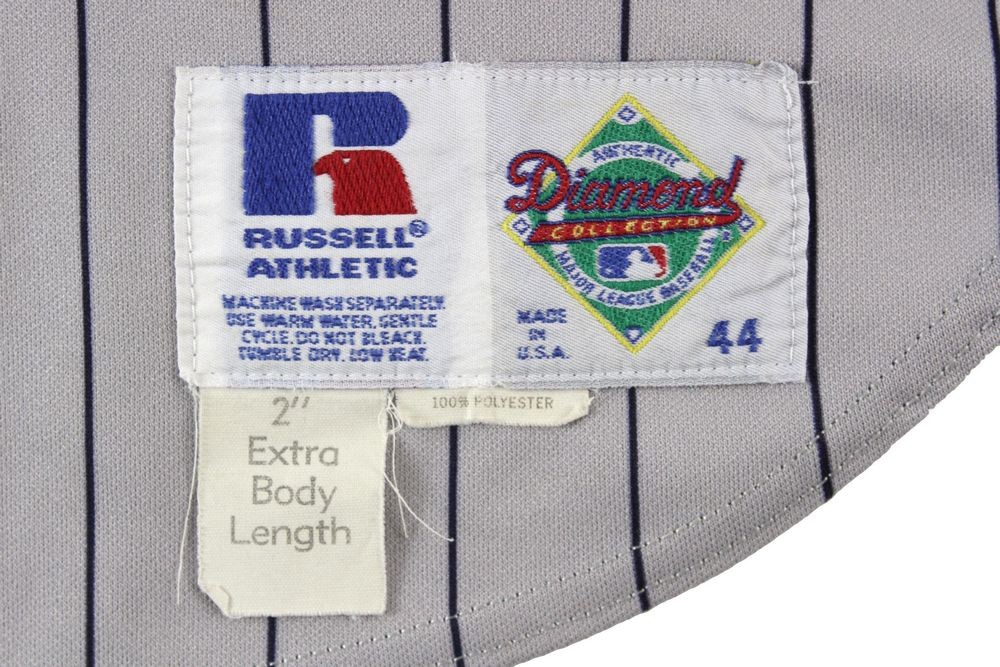 RUSSELL®
ATHLETIC
MACHINE WASH SEPARATELY.
USE WARM WATER, GENTLE
CYCLE. DO NOT BLEACH.
TUMBLE DRY. LOW HEAT.
AUTHENTIC
Diamond
COLLECTION
MAJOR LEAGUE BASEBALL
MADE
IN
U.S.A.
44
2"
Extra
Body
Length
100% POLYESTER